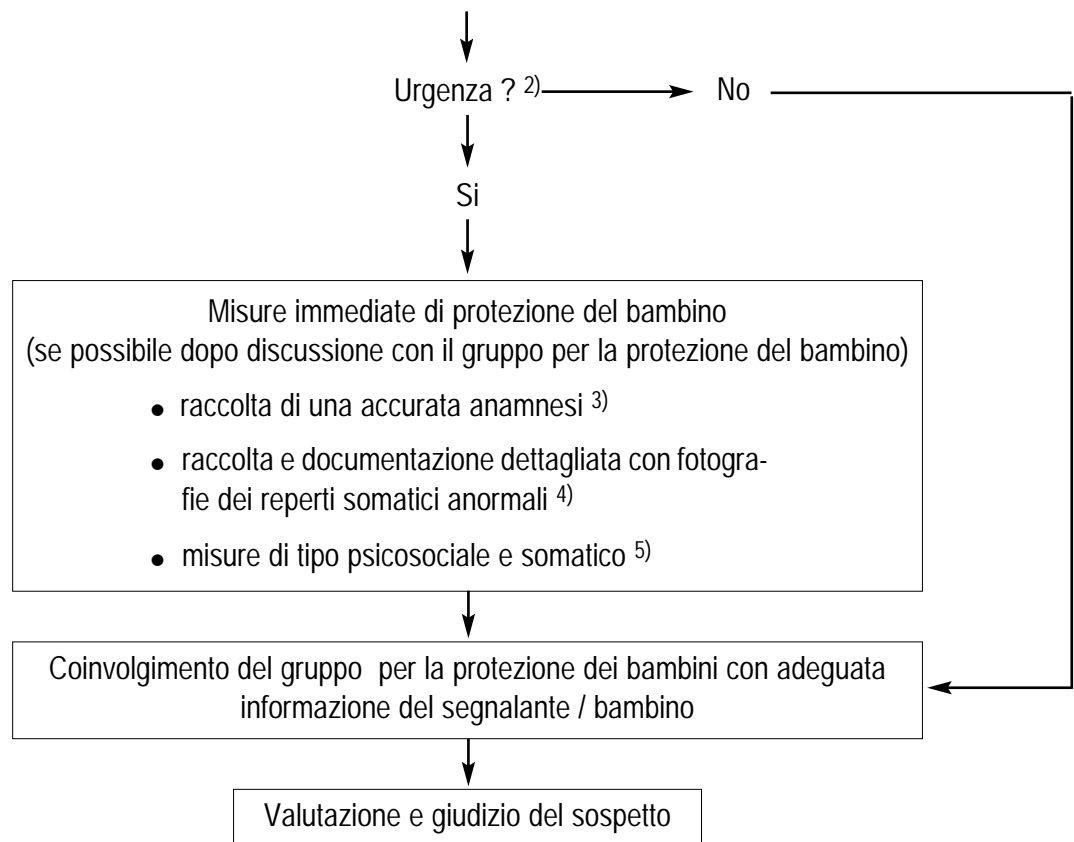 Urgenza ? 2) No
Si
Misure immediate di protezione del bambino
(se possibile dopo discussione con il gruppo per la protezione del bambino)
● raccolta di una accurata anamnesi 3)
● raccolta e documentazione dettagliata con fotogra-
fie dei reperti somatici anormali 4)
● misure di tipo psicosociale e somatico 5)
Coinvolgimento del gruppo per la protezione dei bambini con adeguata
informazione del segnalante / bambino
Valutazione e giudizio del sospetto